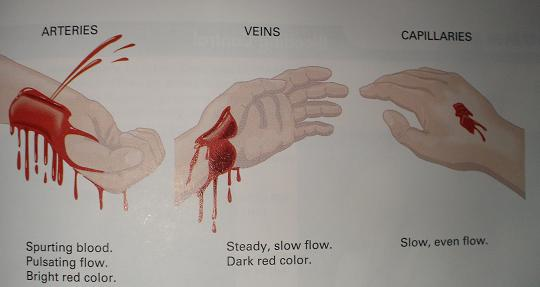 ARTERIES
VEINS
CAPILLARIES
Spurting blood.
Pulsating flow.
Bright red color.
Steady, slow flow.
Dark red color.
Slow, even flow.